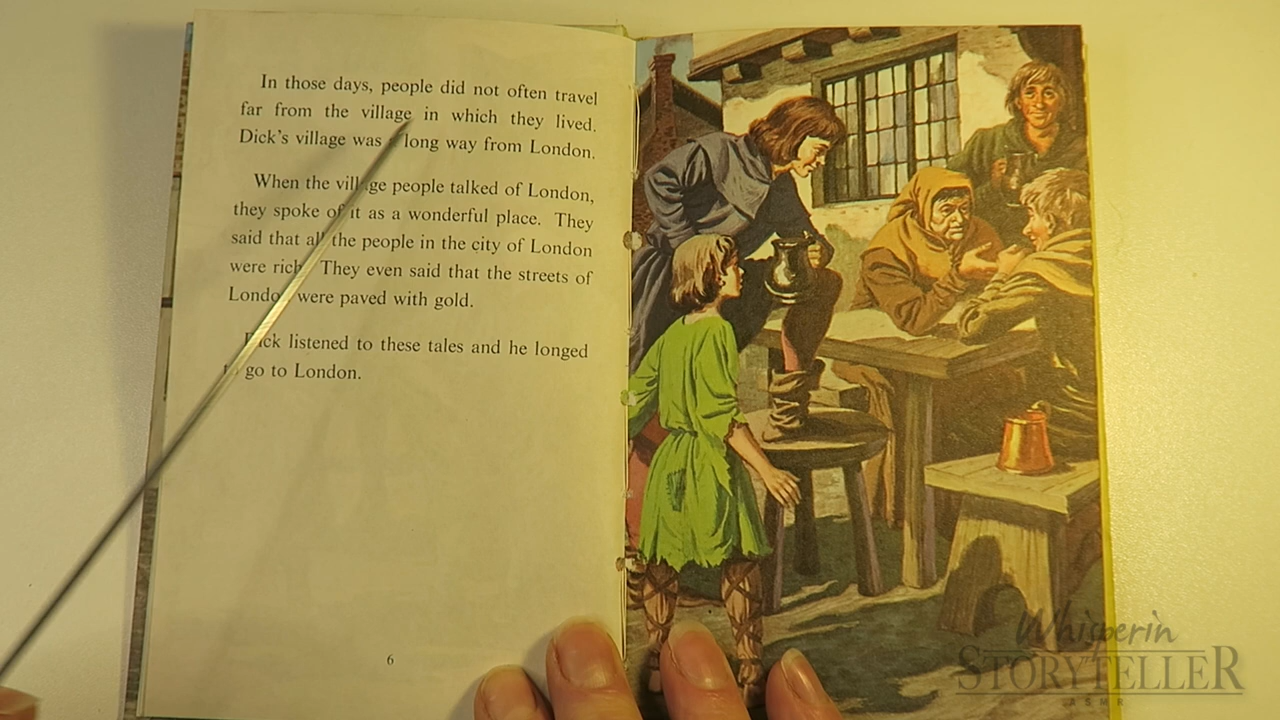 In those days, people did not often travel
far from the village in which they lived.
Dick's village was a long way from London.
When the village people talked of London,
they spoke of it as a wonderful place. They
said that all the people in the city of London
were rich. They even said that the streets of
London were paved with gold.
Dick listened to these tales and he longed
to go to London.
6
Whisperin
STORYTELLER
ASMR